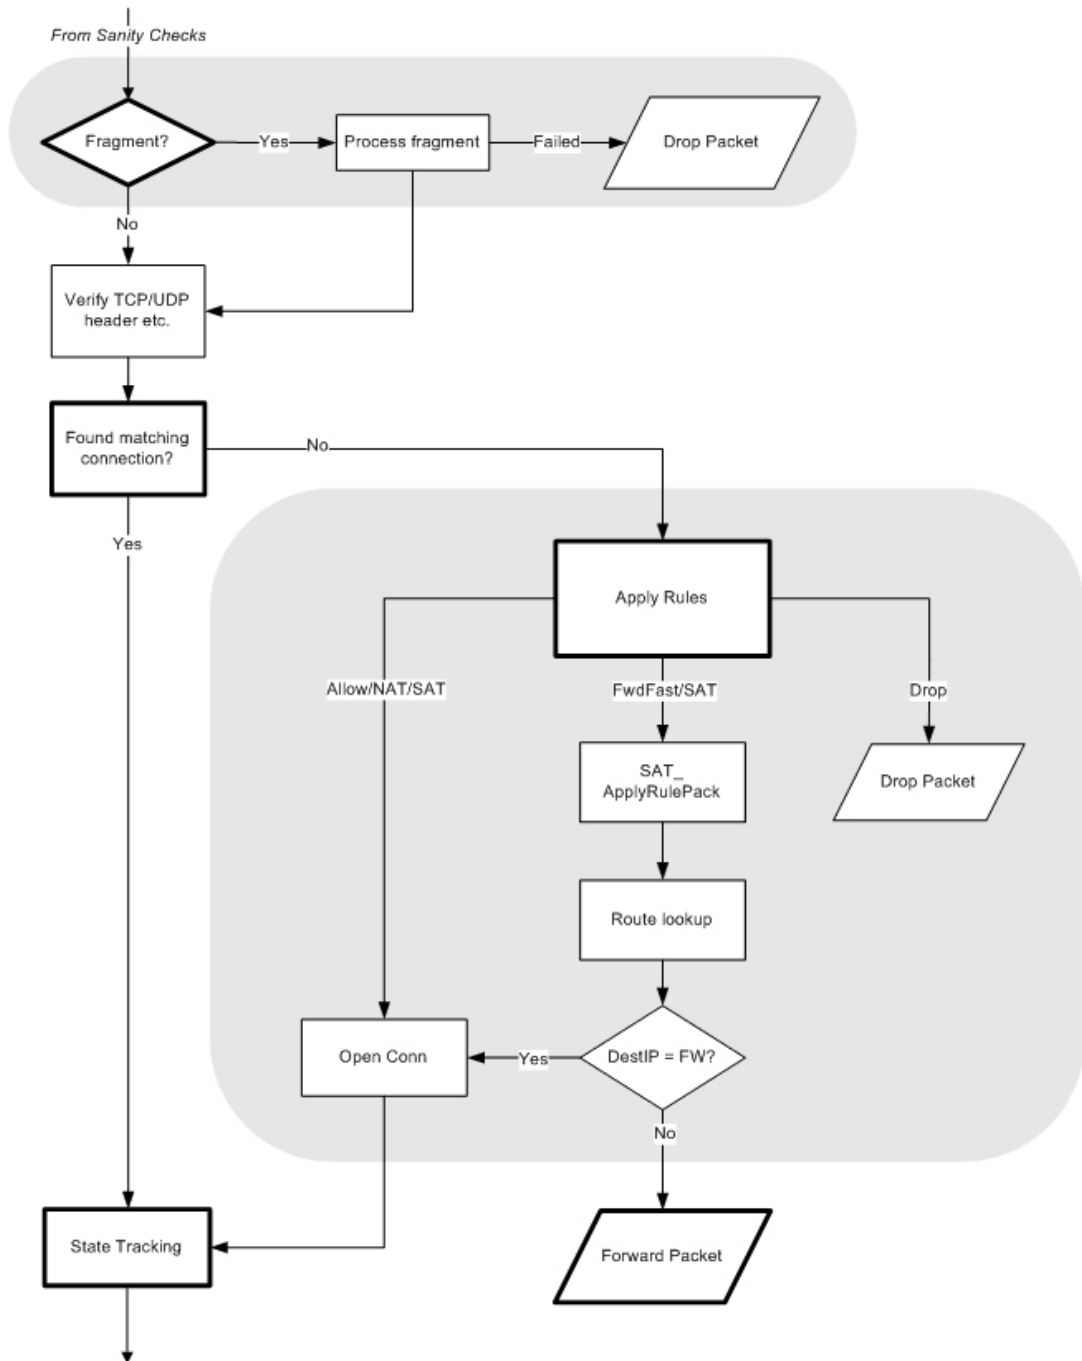 From Sanity Checks
Fragment?
Yes
Process fragment
Failed
Drop Packet
No
Verify TCP/UDP
header etc.
Found matching
connection?
No
Yes
Apply Rules
Allow/NAT/SAT
FwdFast/SAT
Drop
SAT_
ApplyRulePack
Drop Packet
Route lookup
Open Conn
Yes
DestIP = FW?
No
State Tracking
Forward Packet